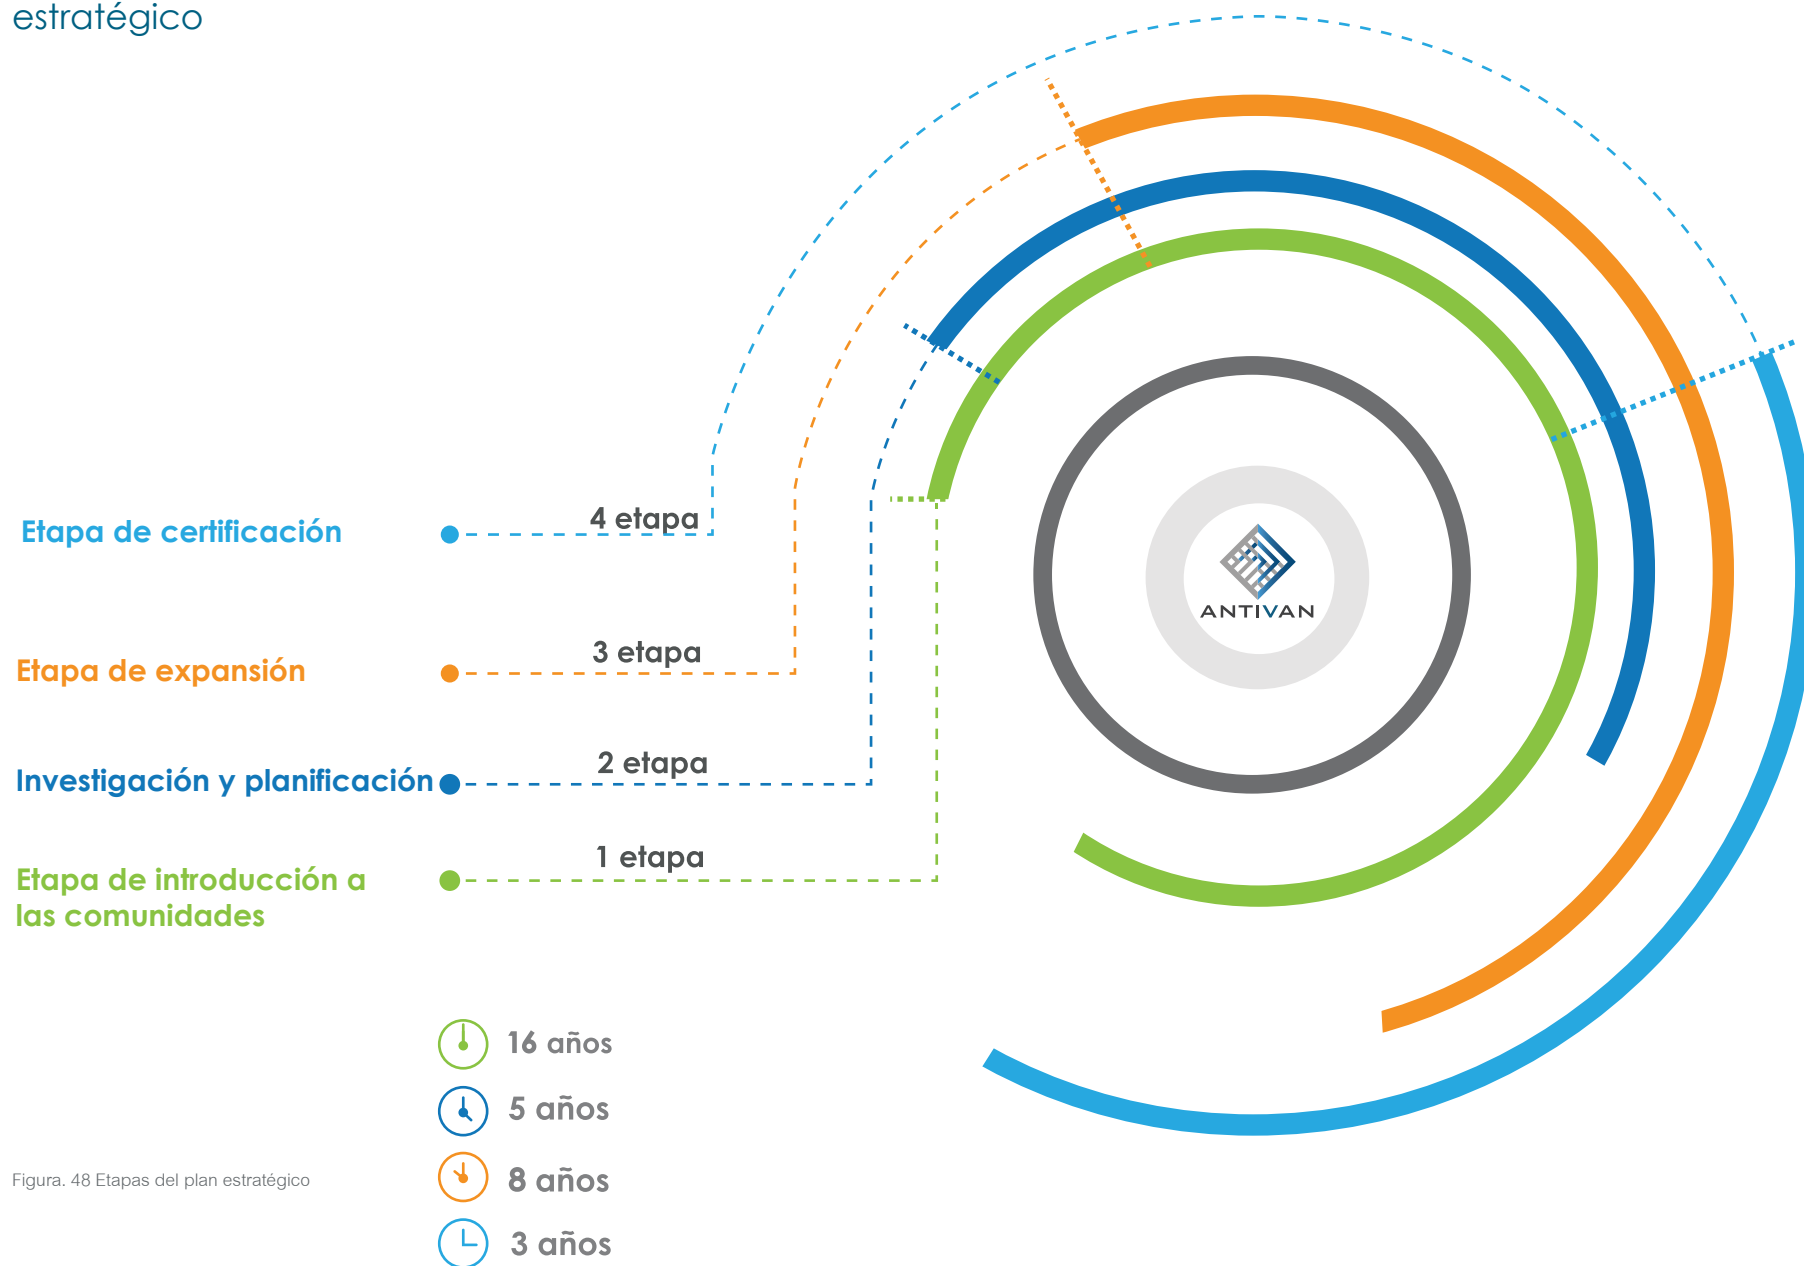 estratégico
Etapa de certificación
4 etapa
Etapa de expansión
3 etapa
Investigación y planificación
2 etapa
Etapa de introducción a
las comunidades
1 etapa
ANTIVAN
16 años
5 años
8 años
3 años
Figura. 48 Etapas del plan estratégico